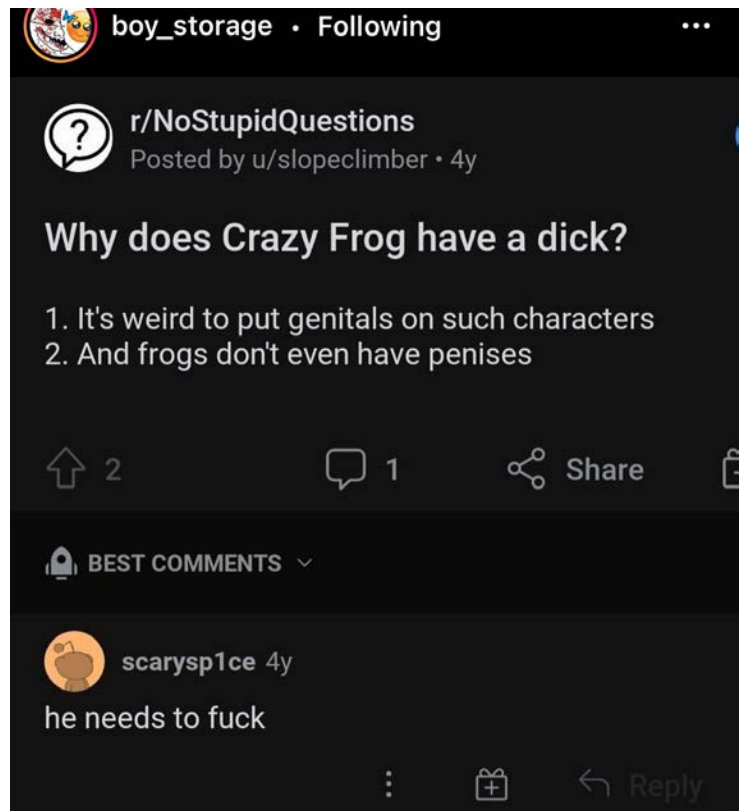 boy_storage • Following
r/NoStupidQuestions
Posted by u/slopeclimber • 4y
Why does Crazy Frog have a dick?
1. It's weird to put genitals on such characters
2. And frogs don't even have penises
2
1
Share
BEST COMMENTS
scarysp1ce 4y
he needs to fuck
Reply